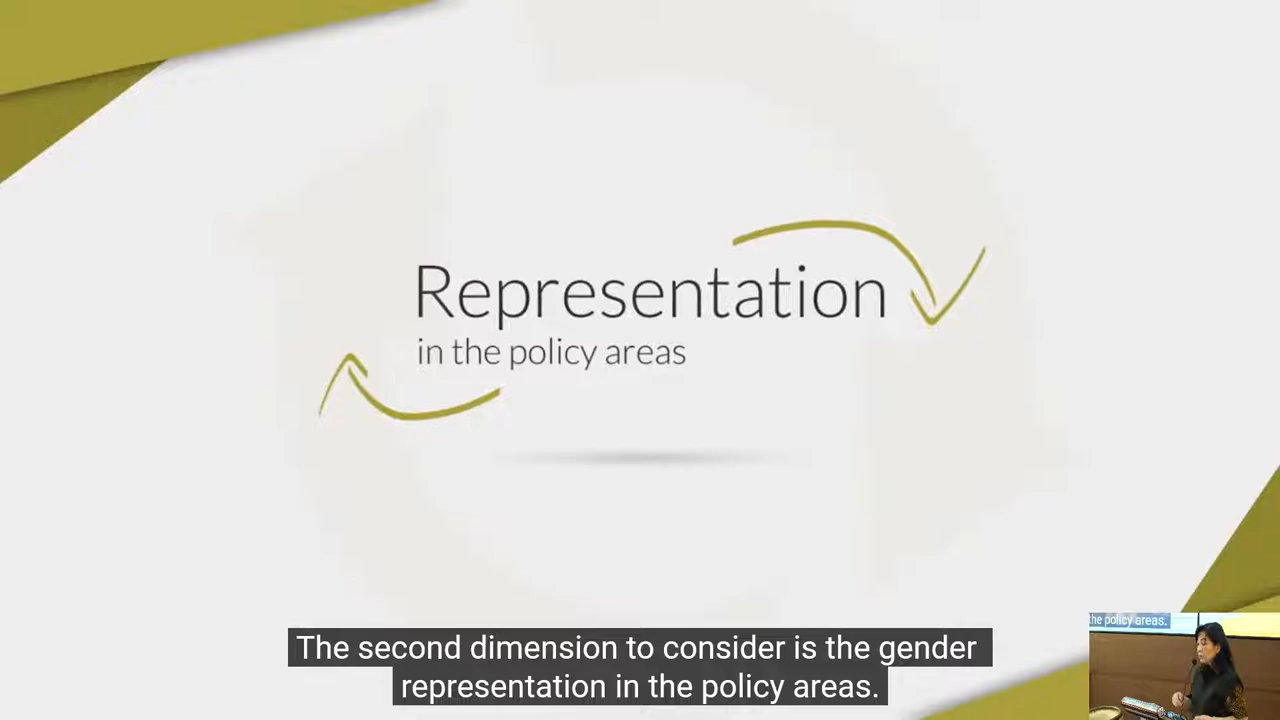 Representation
in the policy areas
The second dimension to consider is the gender
representation in the policy areas.
the policy areas.